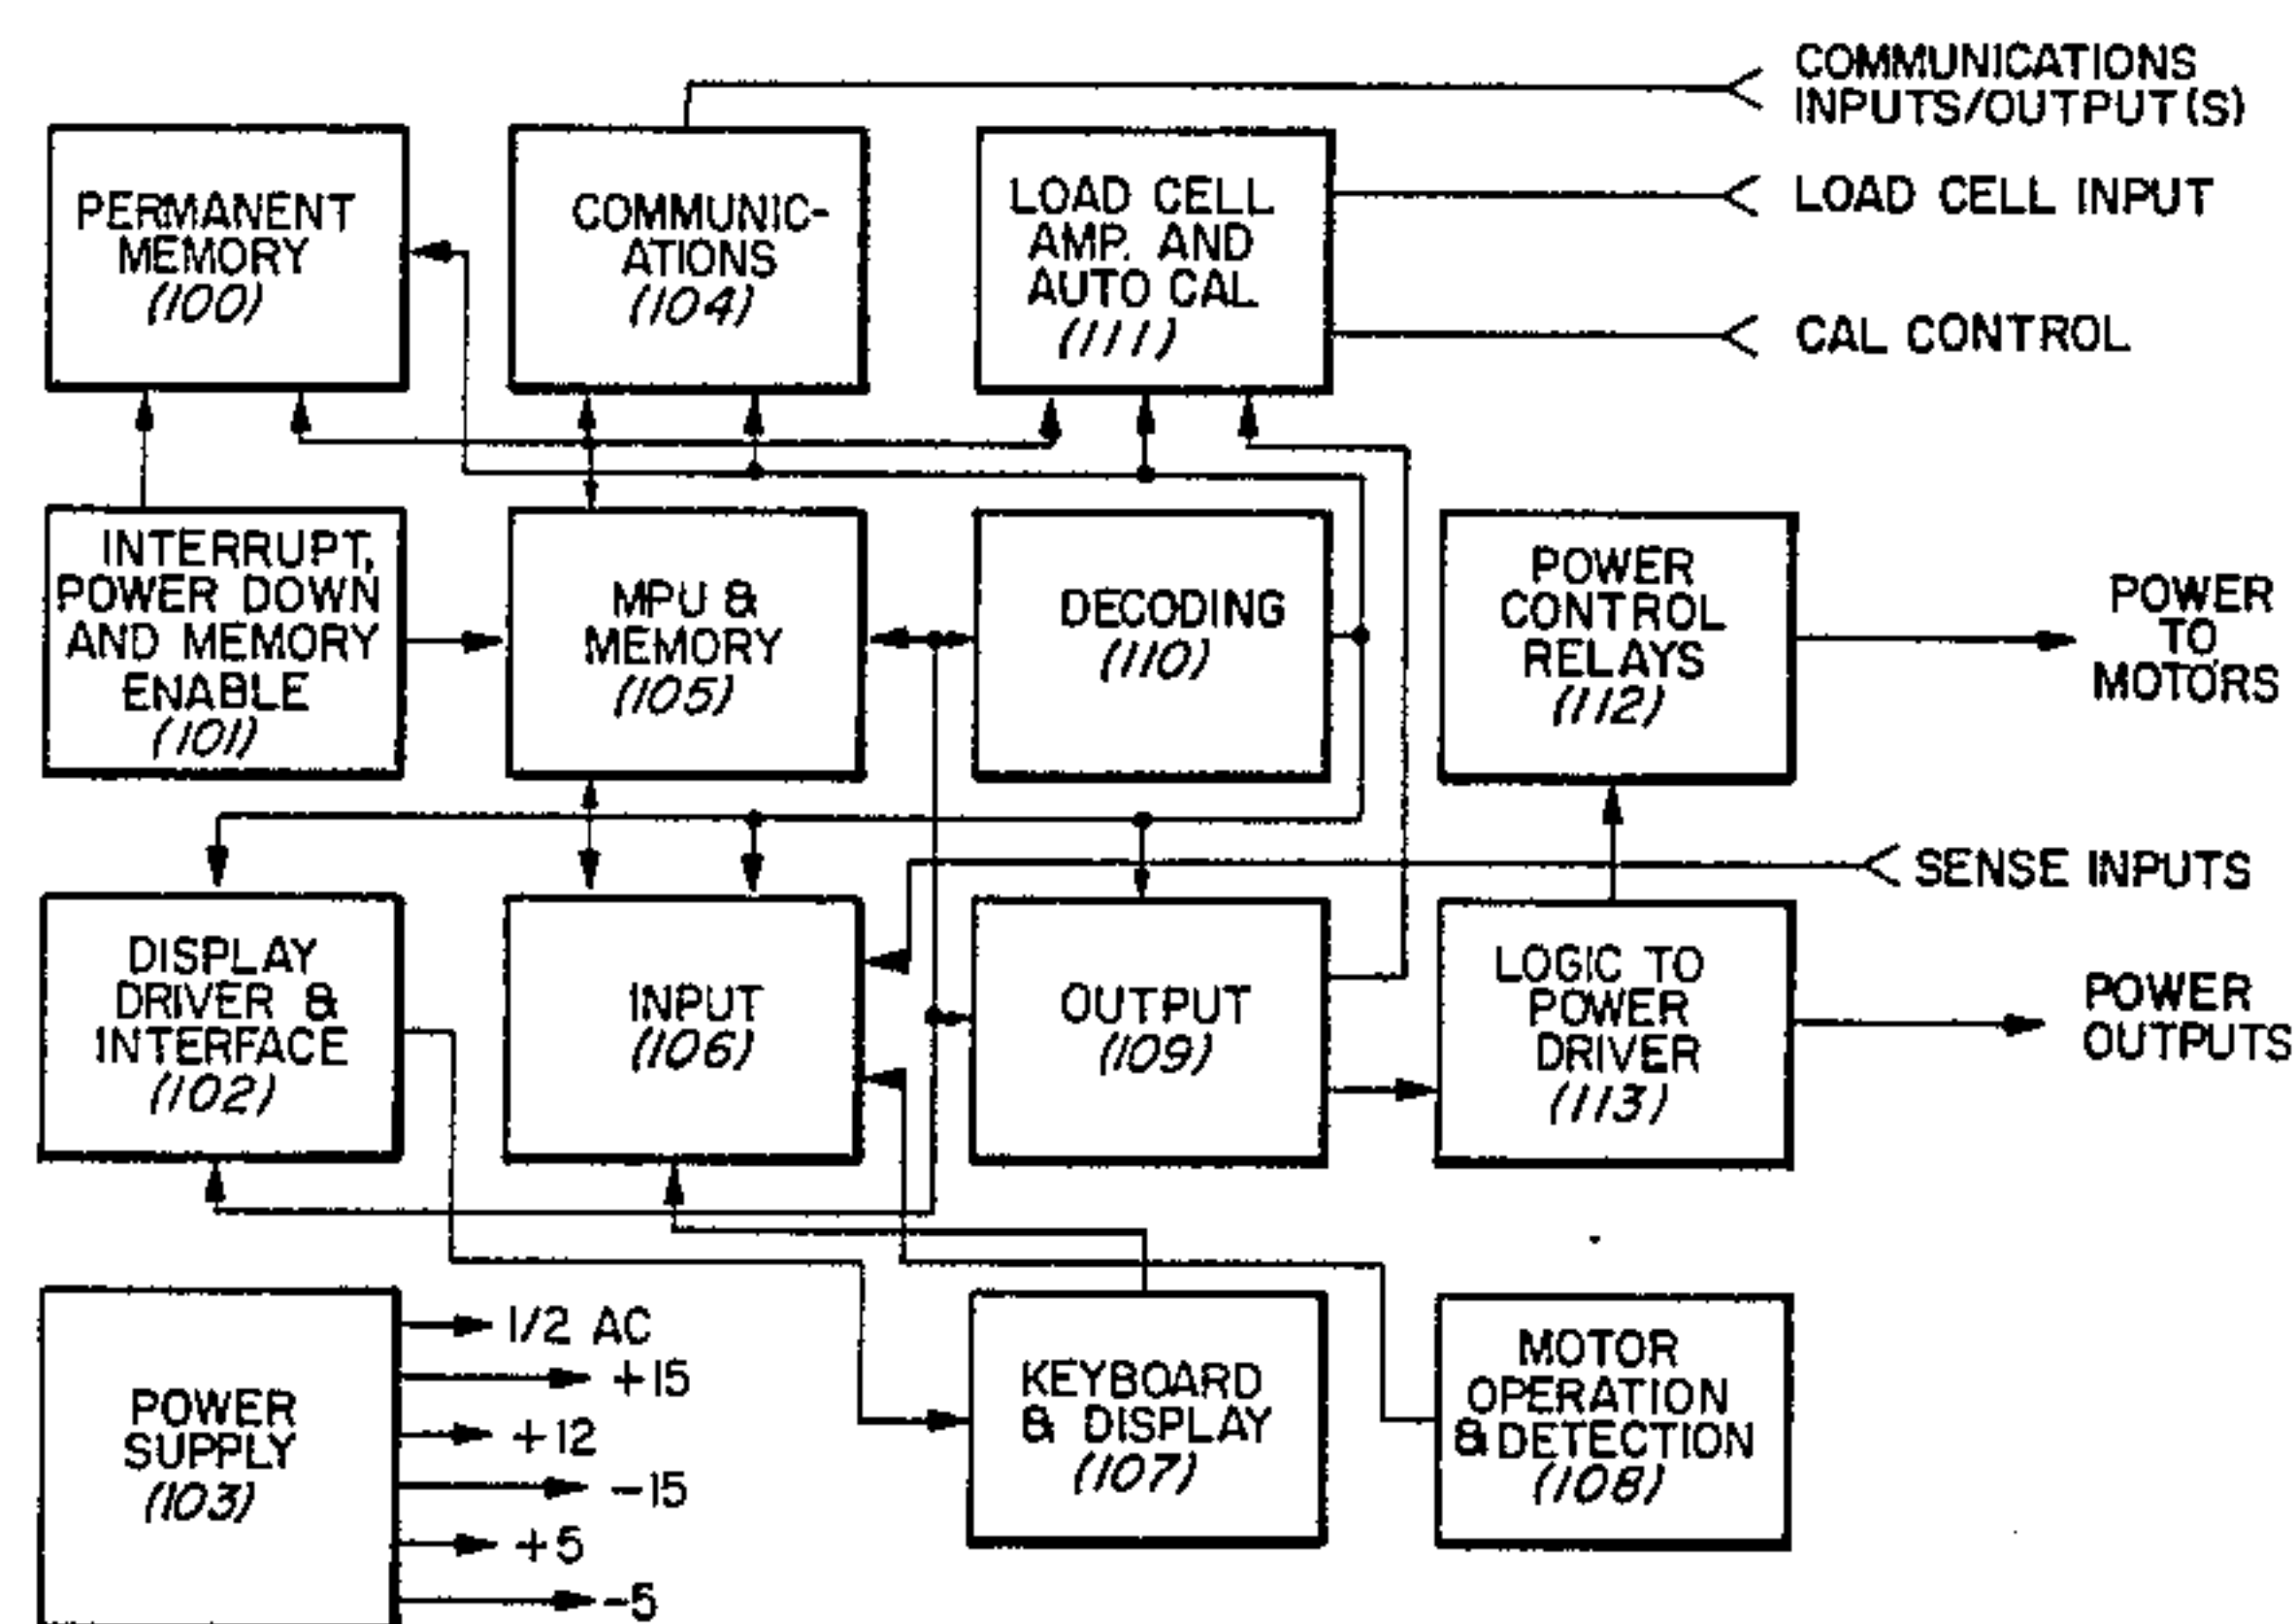 COMMUNICATIONS
INPUTS/OUTPUT(S)
PERMANENT
MEMORY
(100)
COMMUNIC-
ATIONS
(104)
LOAD CELL
AMP. AND
AUTO CAL
(111)
LOAD CELL INPUT
CAL CONTROL
INTERRUPT,
POWER DOWN
AND MEMORY
ENABLE
(101)
MPU &
MEMORY
(105)
DECODING
(110)
POWER
CONTROL
RELAYS
(112)
POWER
TO
MOTORS
SENSE INPUTS
DISPLAY
DRIVER &
INTERFACE
(102)
INPUT
(106)
OUTPUT
(109)
LOGIC TO
POWER
DRIVER
(113)
POWER
OUTPUTS
POWER
SUPPLY
(103)
1/2 AC
+15
+12
-15
+5
-5
KEYBOARD
& DISPLAY
(107)
MOTOR
OPERATION
& DETECTION
(108)